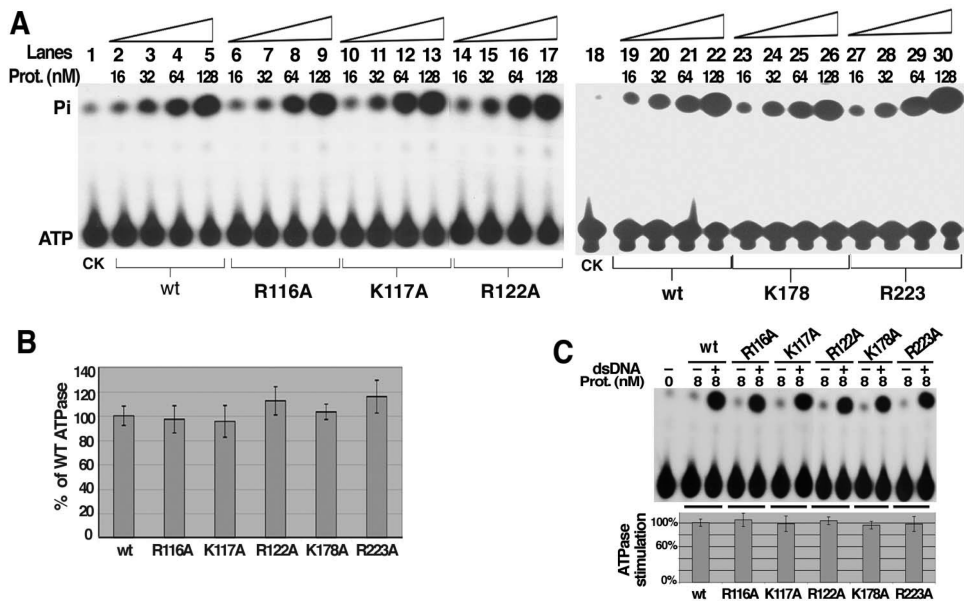 A
Lanes 1 2 3 4 5 6 7 8 9 10 11 12 13 14 15 16 17 18 19 20 21 22 23 24 25 26 27 28 29 30
Prot. (nM) 16 32 64 128 16 32 64 128 16 32 64 128 16 32 64 128 16 32 64 128 16 32 64 128 16 32 64 128
Pi
ATP
CK CK
wt R116A K117A R122A wt K178 R223
B
% of WT ATPase
140
120
100
80
60
40
20
0
wt R116A K117A R122A K178A R223A
C
wt R116A K117A R122A K178A R223A
dsDNA – – + – + – + – + – + – +
Prot. (nM) 0 8 8 8 8 8 8 8 8 8 8 8 8
ATPase
stimulation
100%
60%
0%
wt R116A K117A R122A K178A R223A